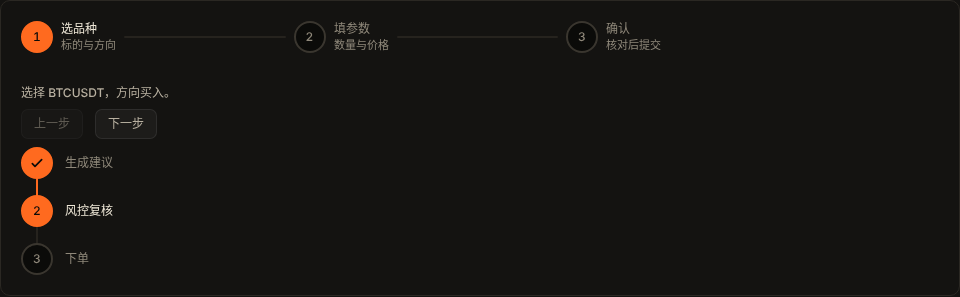 1 选品种 2 填参数 3 确认
标的与方向 数量与价格 核对后提交
选择 BTCUSDT，方向买入。
上一步 下一步
生成建议
2 风控复核
3 下单